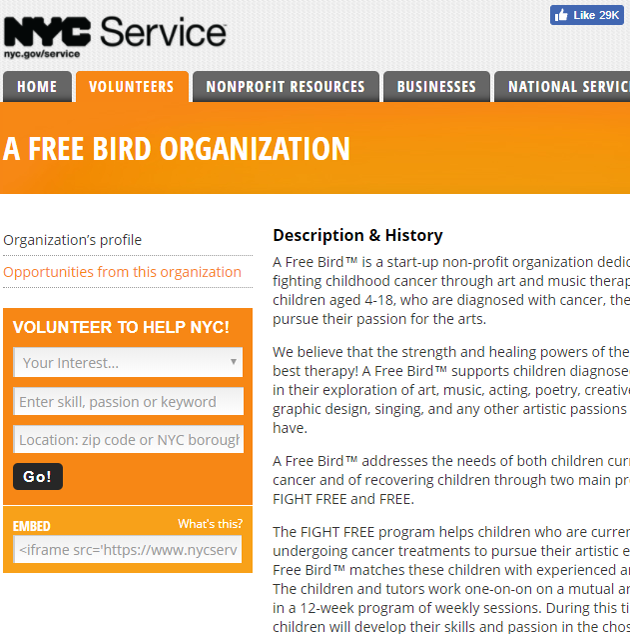 NYC Service
nyc.gov/service
Like 29K
HOME
VOLUNTEERS
NONPROFIT RESOURCES
BUSINESSES
NATIONAL SERVIC
A FREE BIRD ORGANIZATION
Organization's profile
Opportunities from this organization
VOLUNTEER TO HELP NYC!
Your Interest...
Enter skill, passion or keyword
Location: zip code or NYC borough
Go!
EMBED What's this?
<iframe src='https://www.nycserv
Description & History
A Free Bird™ is a start-up non-profit organization dedic
fighting childhood cancer through art and music therap
children aged 4-18, who are diagnosed with cancer, the
pursue their passion for the arts.
We believe that the strength and healing powers of the
best therapy! A Free Bird™ supports children diagnose
in their exploration of art, music, acting, poetry, creative
graphic design, singing, and any other artistic passions
have.
A Free Bird™ addresses the needs of both children cur
cancer and of recovering children through two main pr
FIGHT FREE and FREE.
The FIGHT FREE program helps children who are curren
undergoing cancer treatments to pursue their artistic e
Free Bird™ matches these children with experienced a
The children and tutors work one-on-on on a mutual ar
in a 12-week program of weekly sessions. During this ti
children will develop their skills and passion in the chos